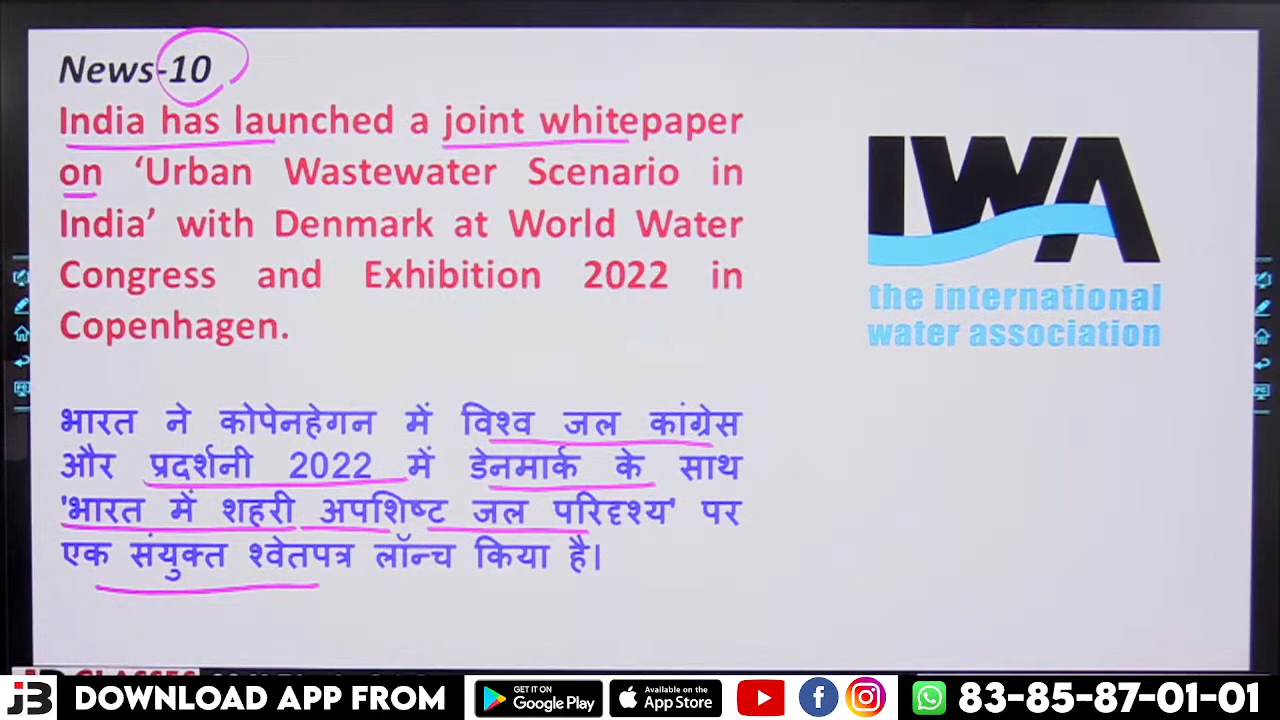 News-10
India has launched a joint whitepaper
on ‘Urban Wastewater Scenario in
India’ with Denmark at World Water
Congress and Exhibition 2022 in
Copenhagen.
भारत ने कोपेनहेगन में विश्व जल कांग्रेस
और प्रदर्शनी 2022 में डेनमार्क के साथ
'भारत में शहरी अपशिष्ट जल परिदृश्य' पर
एक संयुक्त श्वेतपत्र लॉन्च किया है।
IWA
the international
water association
JB DOWNLOAD APP FROM GET IT ON Google Play Available on the App Store 83-85-87-01-01